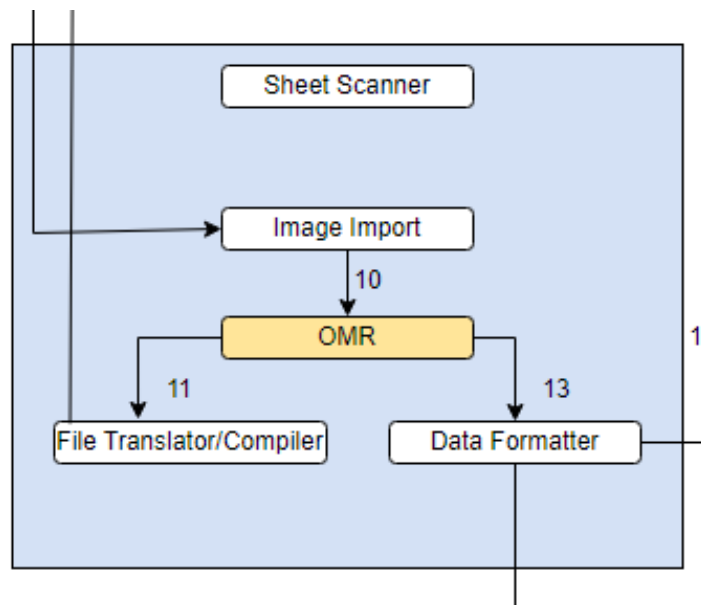 Sheet Scanner
Image Import
10
OMR
1
11
13
File Translator/Compiler
Data Formatter